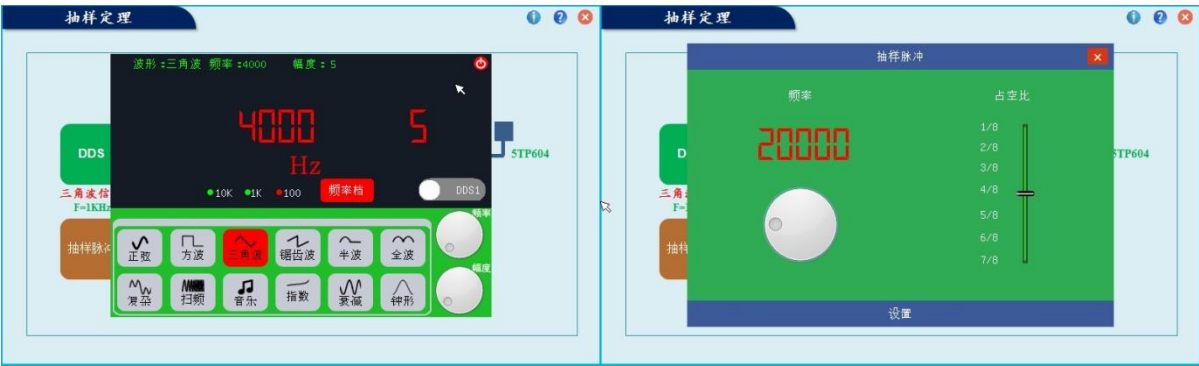 抽样定理
波形:三角波 频率:4000 幅度:5
4000 5
Hz
10K 1K 100 频率档 DDS1
DDS
5TP604
三角波信
F=1KHz
抽样脉冲
频率
正弦 方波 三角波 锯齿波 半波 全波
幅度
复杂 扫频 音乐 指数 衰减 钟形
抽样定理
抽样脉冲
频率 占空比
20000
1/8
2/8
3/8
4/8
5/8
6/8
7/8
D
5TP604
三角
F=1
抽样
设置